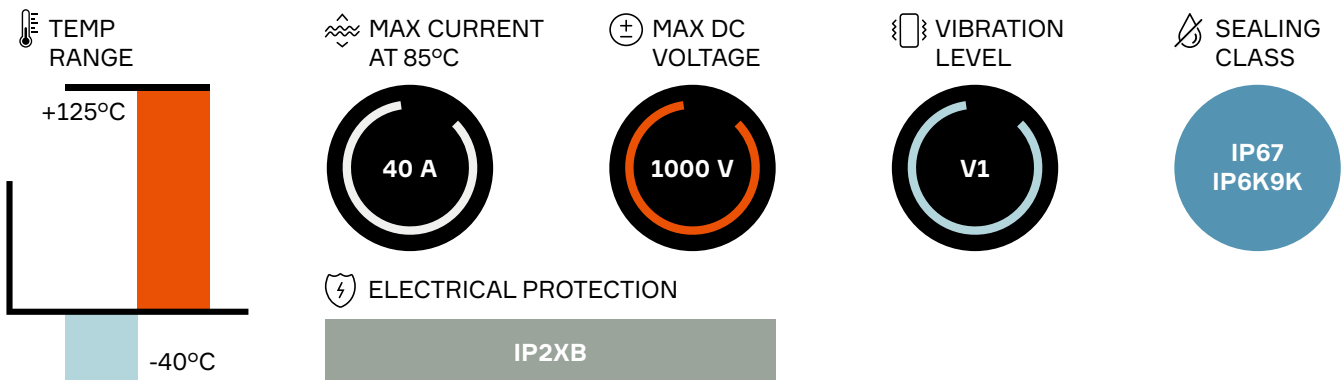 TEMP
RANGE
+125°C
-40°C
MAX CURRENT
AT 85°C
40 A
MAX DC
VOLTAGE
1000 V
VIBRATION
LEVEL
V1
SEALING
CLASS
IP67
IP6K9K
ELECTRICAL PROTECTION
IP2XB